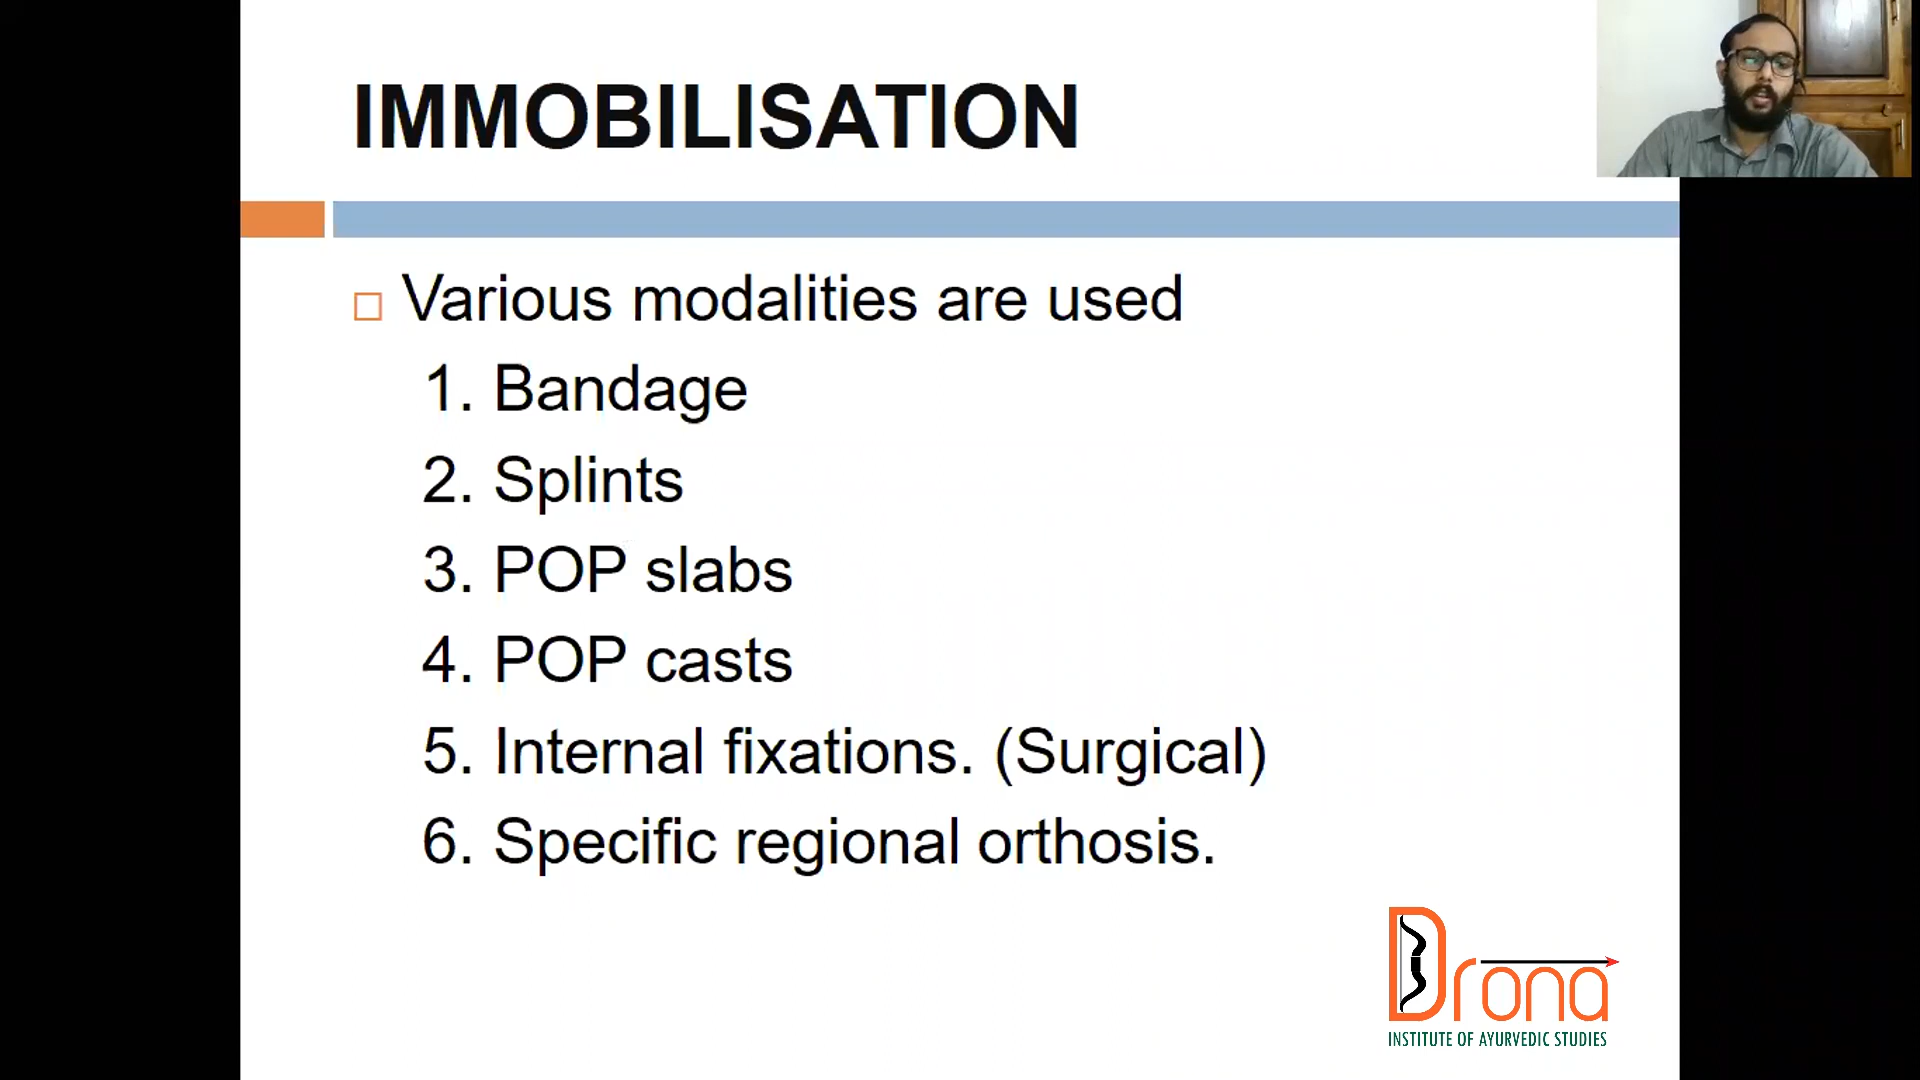 IMMOBILISATION
Various modalities are used
1. Bandage
2. Splints
3. POP slabs
4. POP casts
5. Internal fixations. (Surgical)
6. Specific regional orthosis.
Drona
INSTITUTE OF AYURVEDIC STUDIES